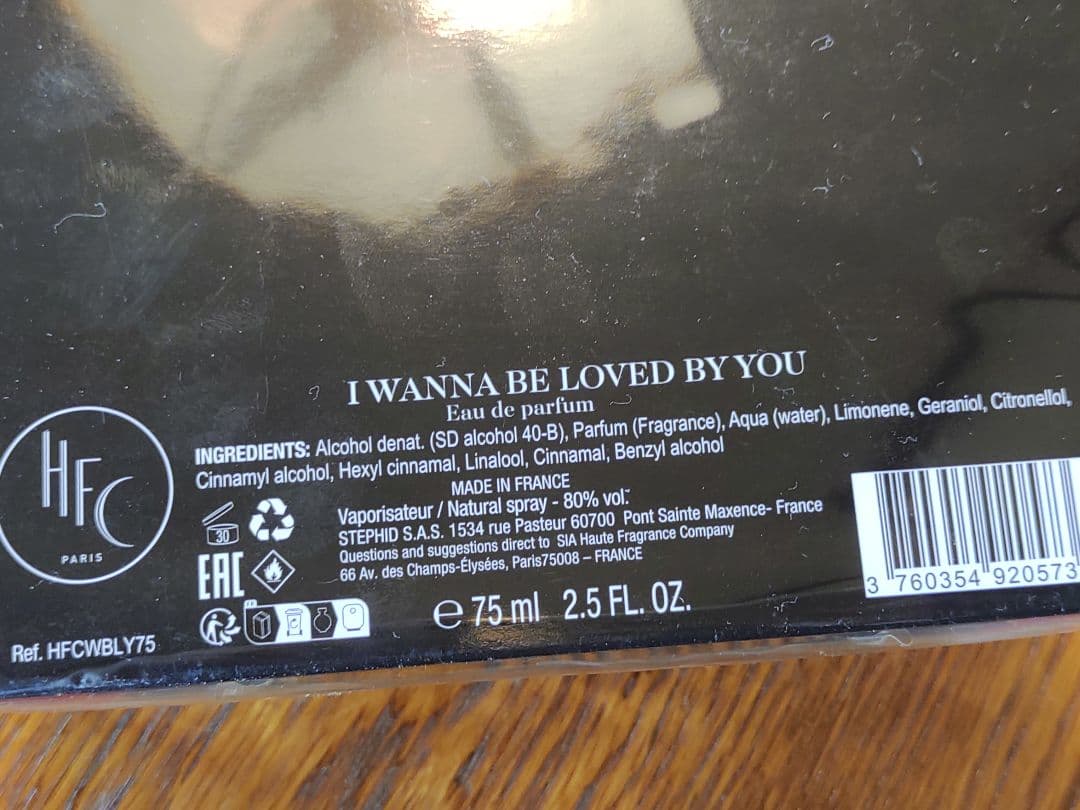 I WANNA BE LOVED BY YOU
Eau de parfum
INGREDIENTS: Alcohol denat. (SD alcohol 40-B), Parfum (Fragrance), Aqua (water), Limonene, Geraniol, Citronellol,
Cinnamyl alcohol, Hexyl cinnamal, Linalool, Cinnamal, Benzyl alcohol
MADE IN FRANCE
Vaporisateur / Natural spray - 80% vol.
STEPHID S.A.S. 1534 rue Pasteur 60700 Pont Sainte Maxence- France
Questions and suggestions direct to SIA Haute Fragrance Company
66 Av. des Champs-Élysées, Paris75008 – FRANCE
HFC
PARIS
30
EAC
e 75 ml 2.5 FL. OZ.
Ref. HFCWBLY75
3 760354 920573